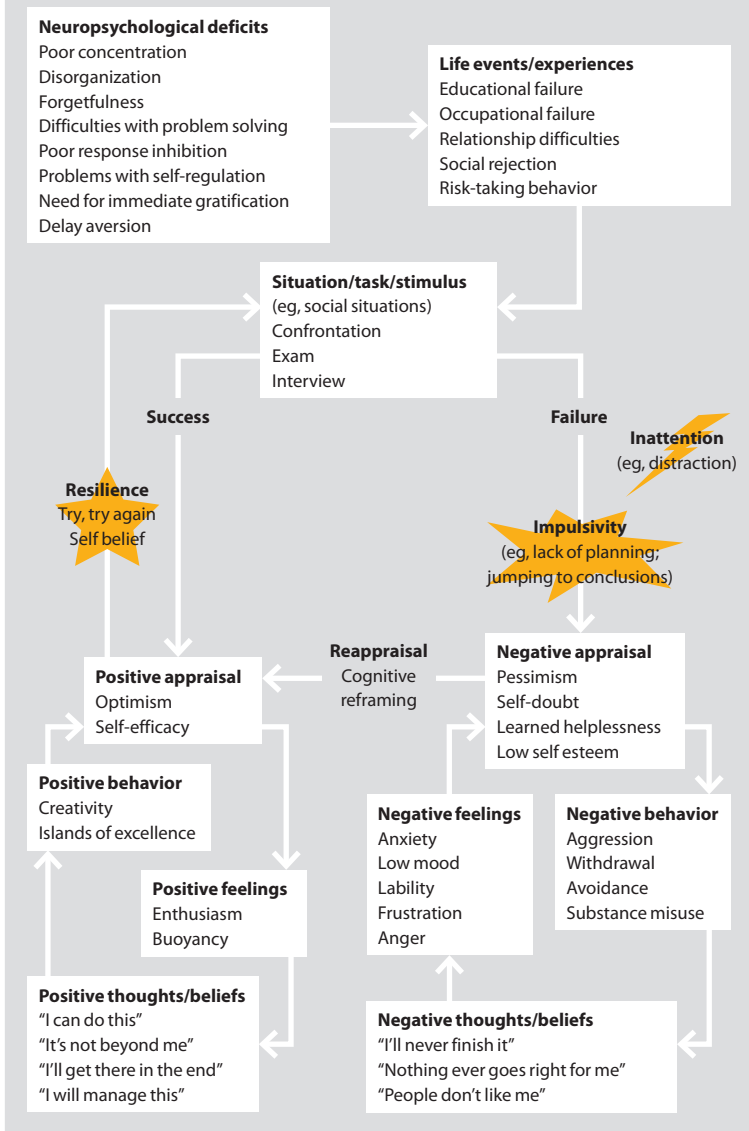 Neuropsychological deficits
Poor concentration
Disorganization
Forgetfulness
Difficulties with problem solving
Poor response inhibition
Problems with self-regulation
Need for immediate gratification
Delay aversion
Life events/experiences
Educational failure
Occupational failure
Relationship difficulties
Social rejection
Risk-taking behavior
Situation/task/stimulus
(eg, social situations)
Confrontation
Exam
Interview
Success
Failure
Inattention
(eg, distraction)
Resilience
Try, try again
Self belief
Impulsivity
(eg, lack of planning;
jumping to conclusions)
Positive appraisal
Optimism
Self-efficacy
Reappraisal
Cognitive
reframing
Negative appraisal
Pessimism
Self-doubt
Learned helplessness
Low self esteem
Positive behavior
Creativity
Islands of excellence
Positive feelings
Enthusiasm
Buoyancy
Negative feelings
Anxiety
Low mood
Lability
Frustration
Anger
Negative behavior
Aggression
Withdrawal
Avoidance
Substance misuse
Positive thoughts/beliefs
“I can do this”
“It’s not beyond me”
“I’ll get there in the end”
“I will manage this”
Negative thoughts/beliefs
“I’ll never finish it”
“Nothing ever goes right for me”
“People don’t like me”